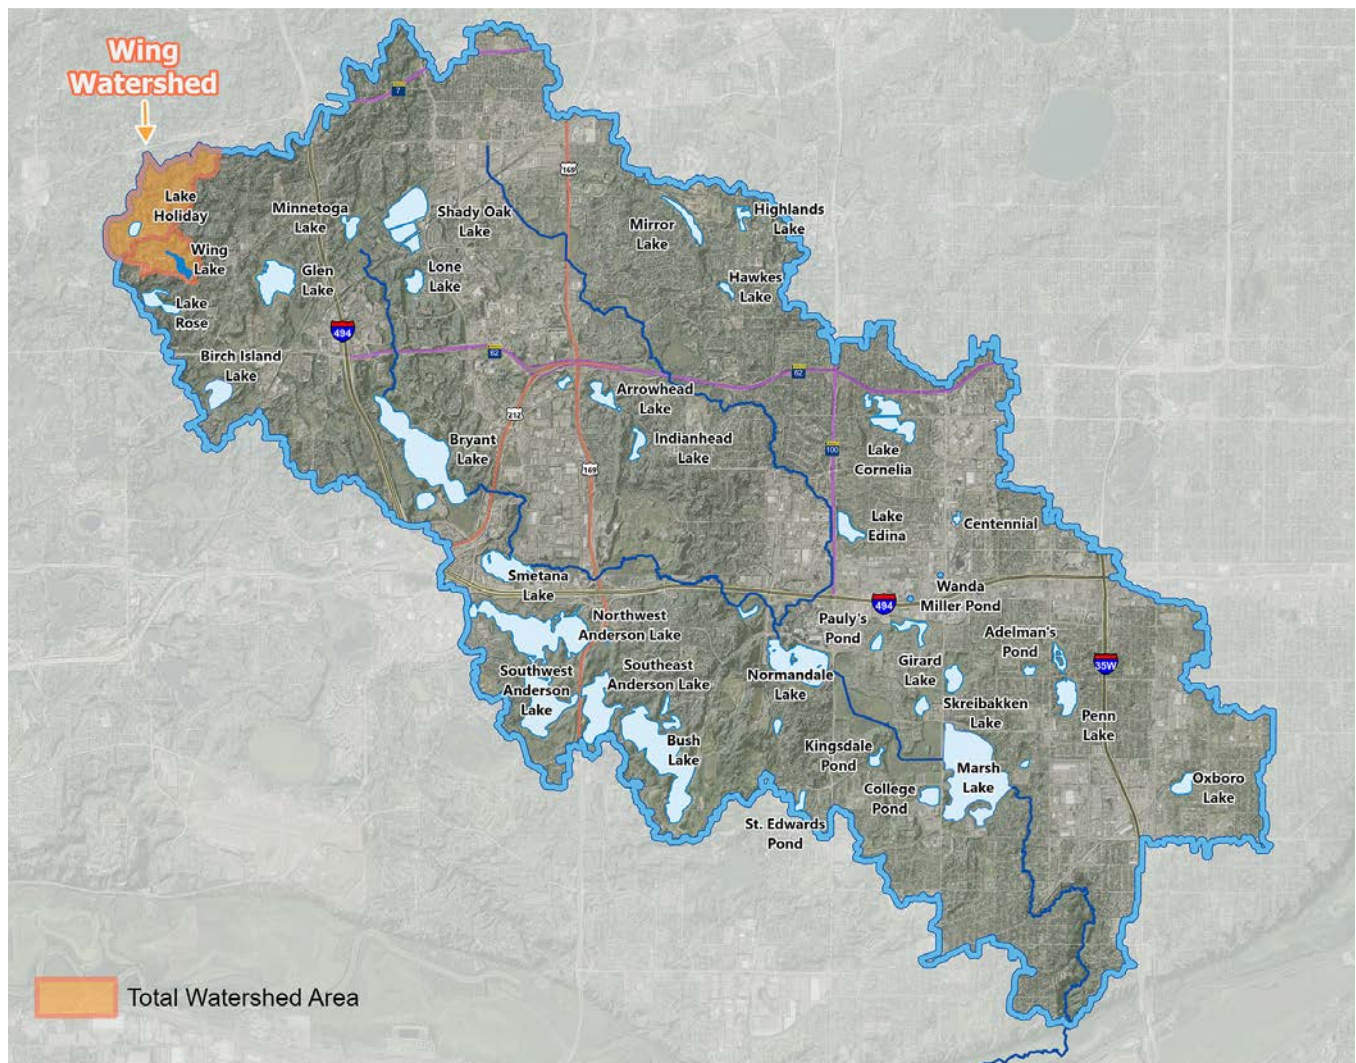 Wing
Watershed
7
169
Lake
Holiday
Minnetoga
Lake
Shady Oak
Lake
Mirror
Lake
Highlands
Lake
Wing
Lake
Glen
Lake
Lone
Lake
Hawkes
Lake
Lake
Rose
494
Birch Island
Lake
62
62
Arrowhead
Lake
212
Bryant
Lake
Indianhead
Lake
100
Lake
Cornelia
169
Lake
Edina
Centennial
Smetana
Lake
Wanda
Miller Pond
494
Northwest
Anderson Lake
Pauly's
Pond
Adelman's
Pond
35W
Southwest
Anderson
Lake
Southeast
Anderson Lake
Normandale
Lake
Girard
Lake
Skreibakken
Lake
Penn
Lake
Bush
Lake
Kingsdale
Pond
Marsh
Lake
College
Pond
Oxboro
Lake
St. Edwards
Pond
Total Watershed Area